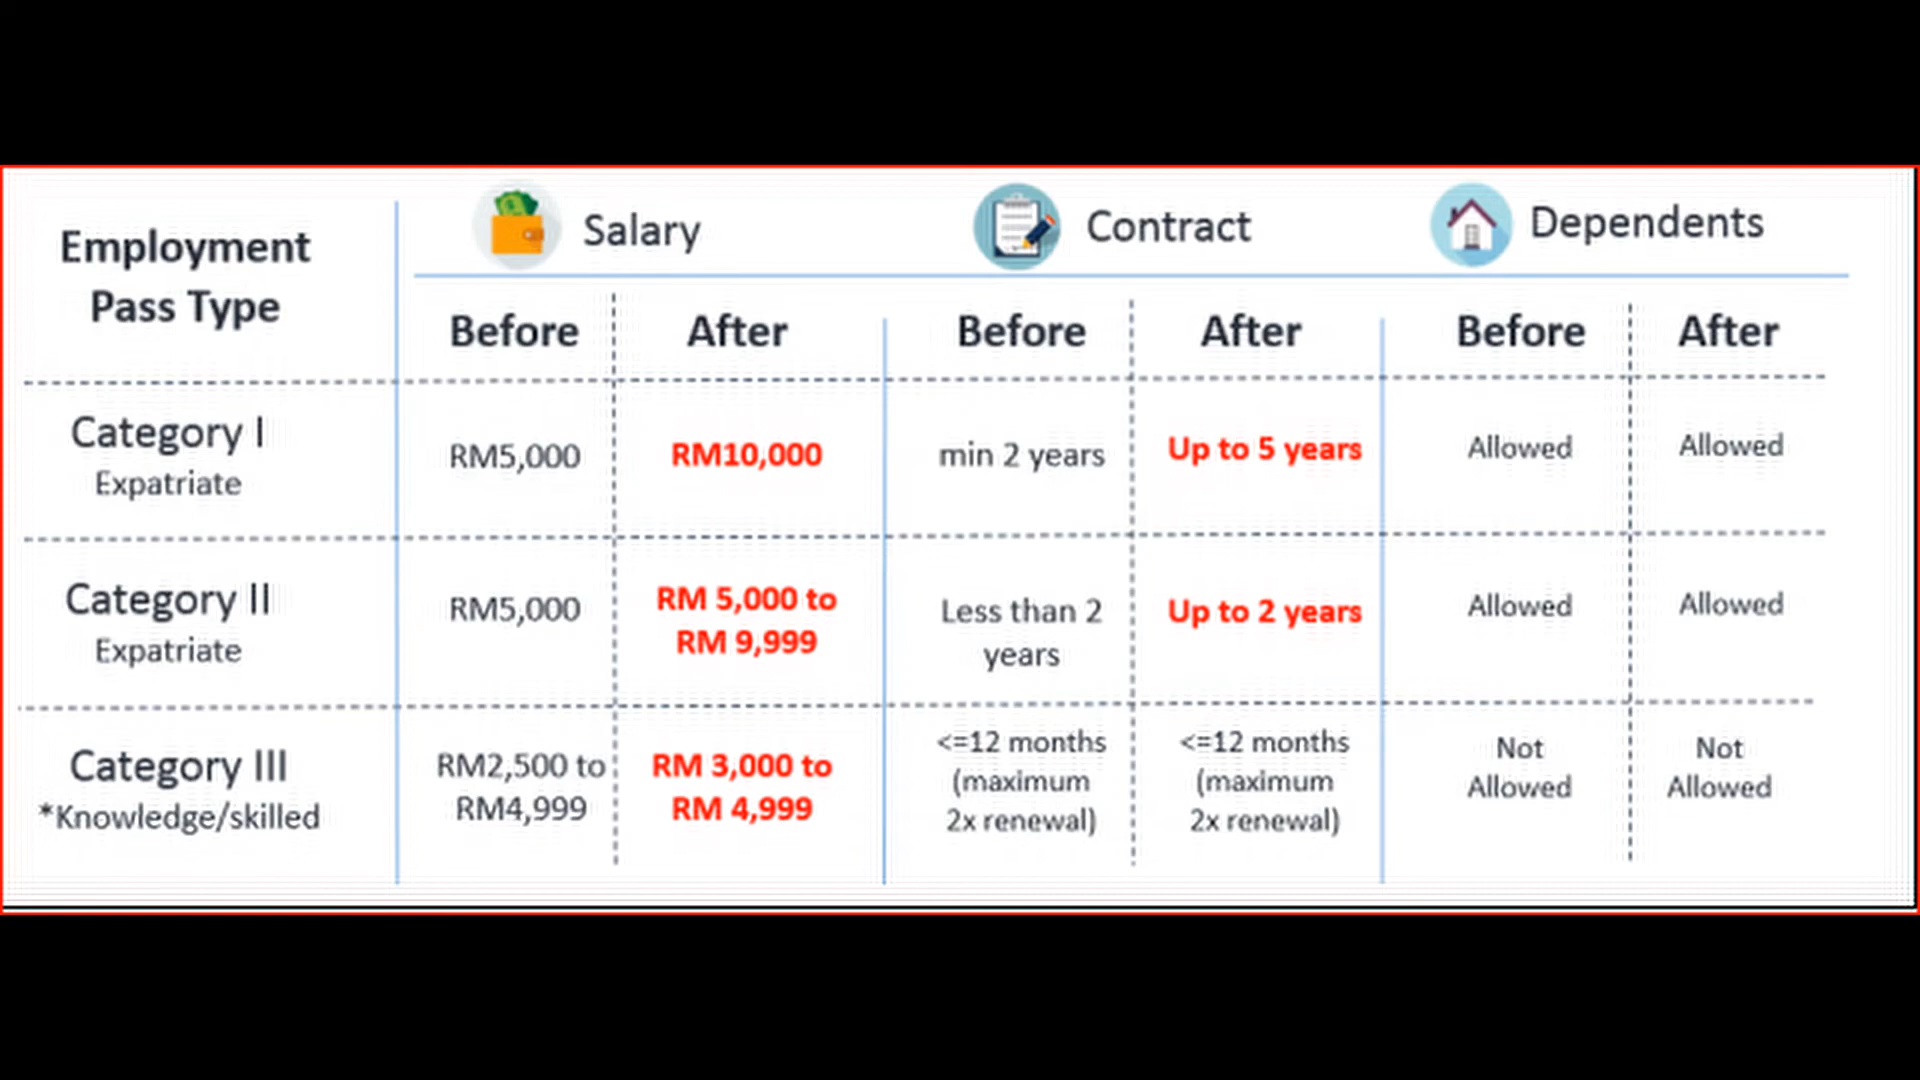 Employment
Pass Type
Salary
Contract
Dependents
Before
After
Before
After
Before
After
Category I
Expatriate
RM5,000
RM10,000
min 2 years
Up to 5 years
Allowed
Allowed
Category II
Expatriate
RM5,000
RM 5,000 to
RM 9,999
Less than 2
years
Up to 2 years
Allowed
Allowed
Category III
*Knowledge/skilled
RM2,500 to
RM4,999
RM 3,000 to
RM 4,999
<=12 months
(maximum
2x renewal)
<=12 months
(maximum
2x renewal)
Not
Allowed
Not
Allowed